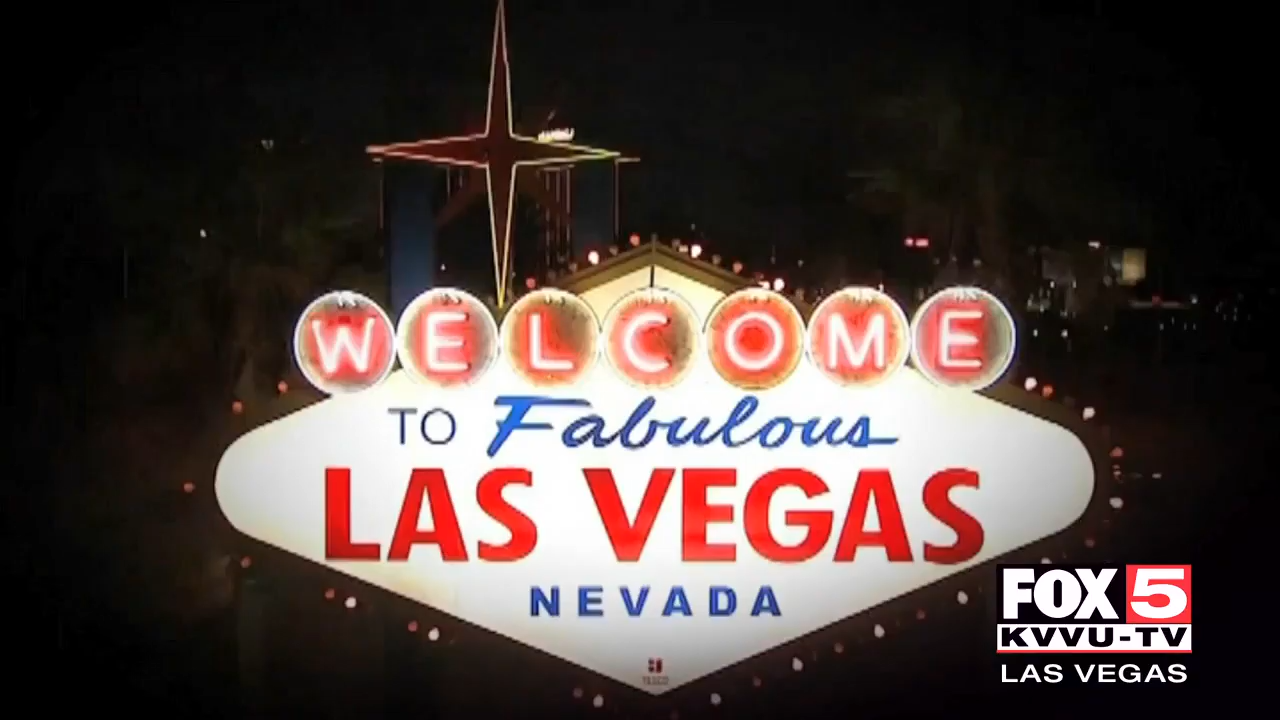 WELCOME
TO Fabulous
LAS VEGAS
NEVADA
FOX 5
KVVU-TV
LAS VEGAS